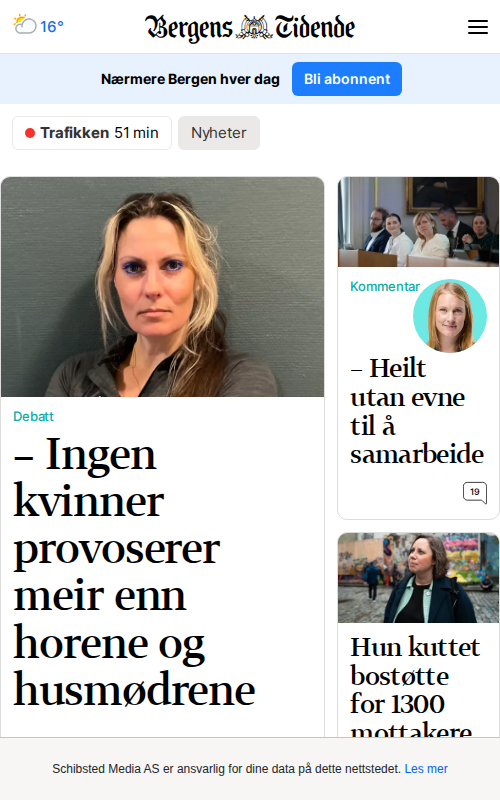 16°
Bergens Tidende
Nærmere Bergen hver dag
Bli abonnent
Trafikken 51 min
Nyheter
Debatt
– Ingen
kvinner
provoserer
meir enn
horene og
husmødrene
Kommentar
– Heilt
utan evne
til å
samarbeide
19
Hun kuttet
bostøtte
for 1300
mottakere
Schibsted Media AS er ansvarlig for dine data på dette nettstedet. Les mer